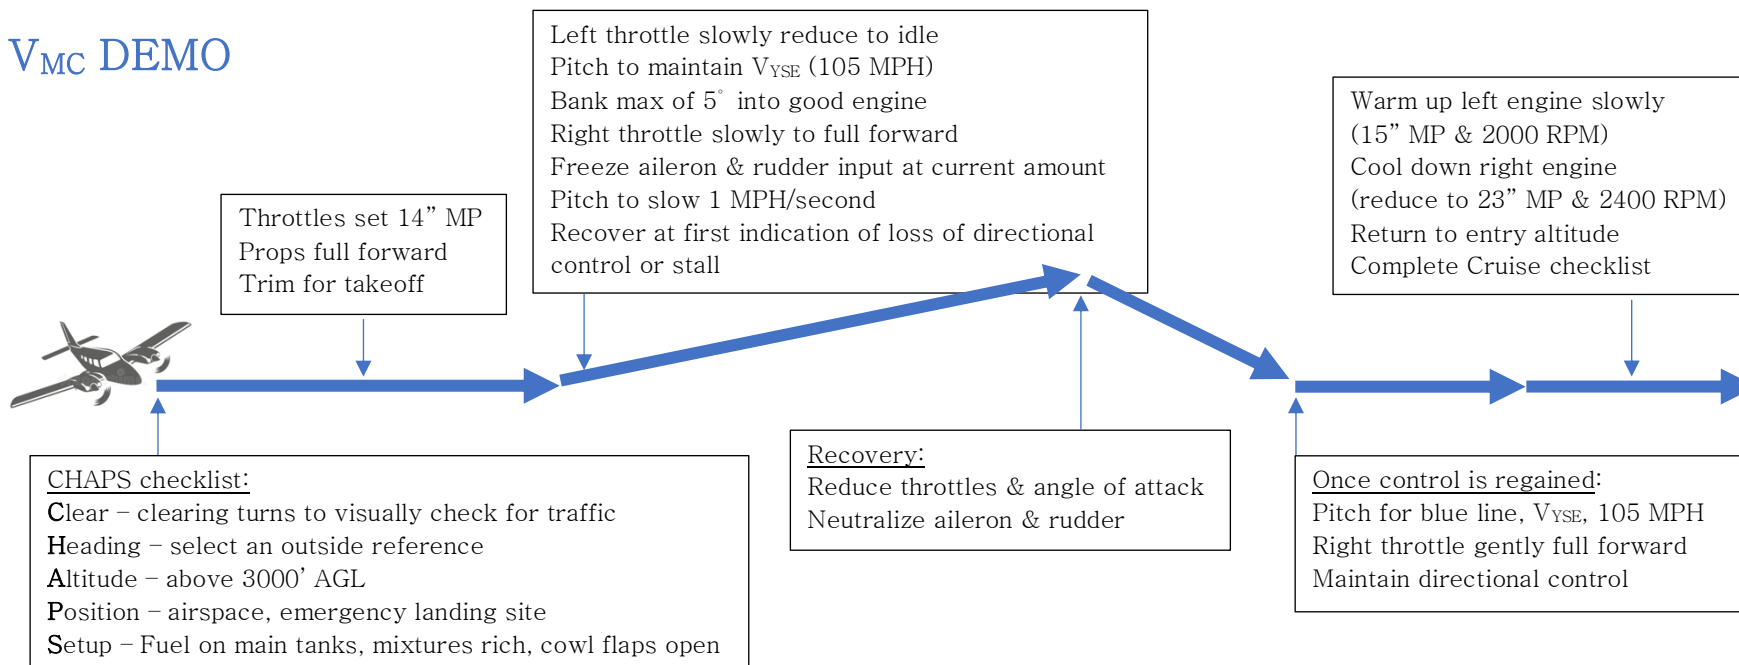 V_MC DEMO
CHAPS checklist:
Clear – clearing turns to visually check for traffic
Heading – select an outside reference
Altitude – above 3000’ AGL
Position – airspace, emergency landing site
Setup – Fuel on main tanks, mixtures rich, cowl flaps open
Throttles set 14” MP
Props full forward
Trim for takeoff
Left throttle slowly reduce to idle
Pitch to maintain V_YSE (105 MPH)
Bank max of 5° into good engine
Right throttle slowly to full forward
Freeze aileron & rudder input at current amount
Pitch to slow 1 MPH/second
Recover at first indication of loss of directional
control or stall
Recovery:
Reduce throttles & angle of attack
Neutralize aileron & rudder
Once control is regained:
Pitch for blue line, V_YSE, 105 MPH
Right throttle gently full forward
Maintain directional control
Warm up left engine slowly
(15” MP & 2000 RPM)
Cool down right engine
(reduce to 23” MP & 2400 RPM)
Return to entry altitude
Complete Cruise checklist